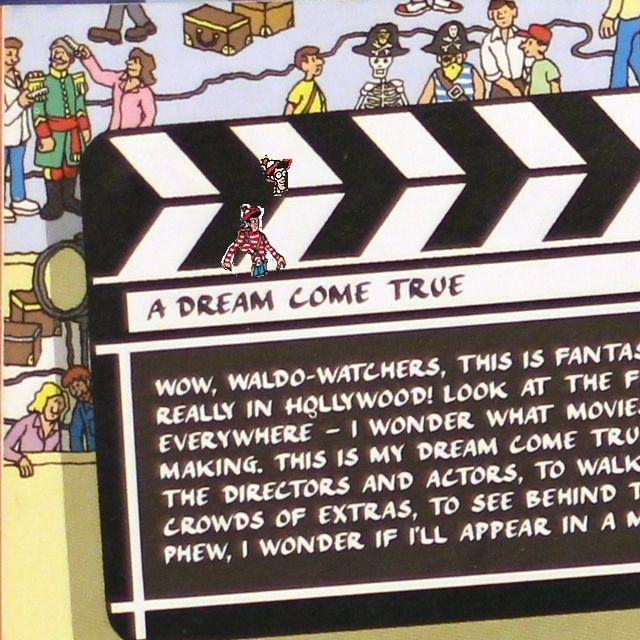 A DREAM COME TRUE
WOW, WALDO-WATCHERS, THIS IS
REALLY IN HOLLYWOOD! LOOK AT THE
EVERYWHERE – I WONDER WHAT MOVIE
MAKING. THIS IS MY DREAM COME
THE DIRECTORS AND ACTORS, TO WALK
CROWDS OF EXTRAS, TO SEE BEHIND
PHEW, I WONDER IF I'LL APPEAR IN A